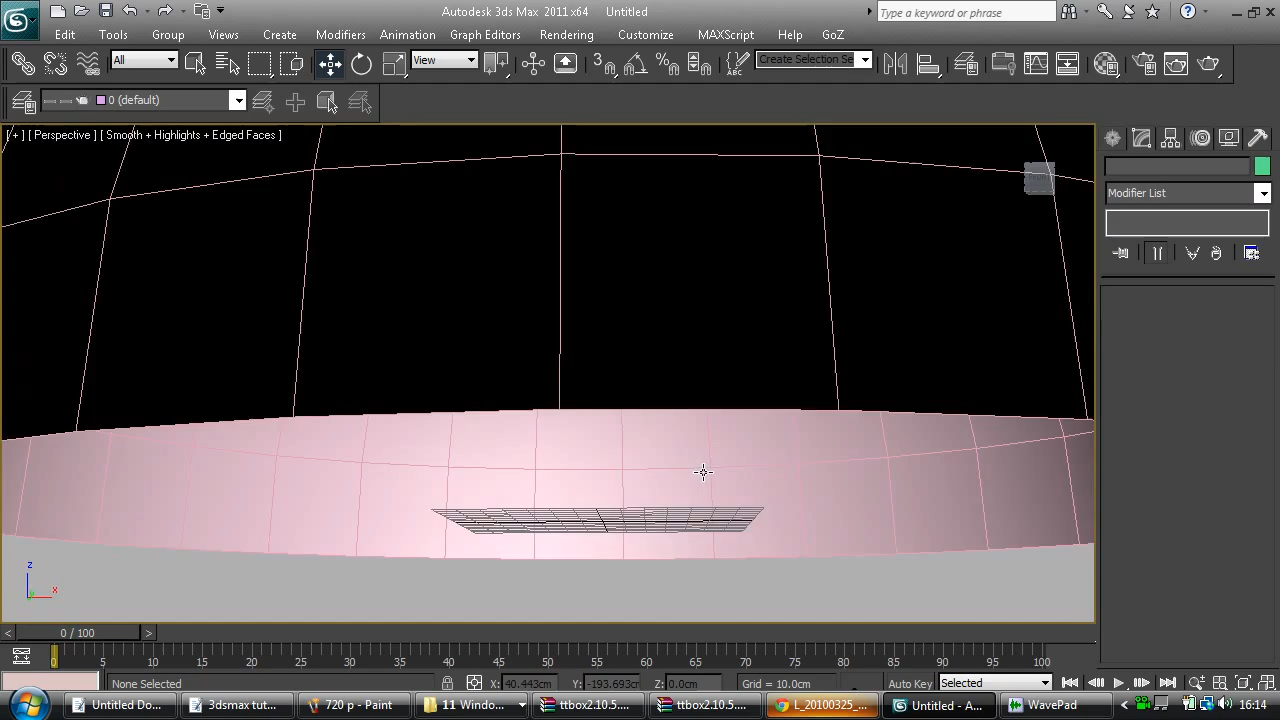 Autodesk 3ds Max 2011x64 Untitled
Type a keyword or phrase
Edit Tools Group Views Create Modifiers Animation Graph Editors Rendering Customize MAXScript Help GoZ
All View 3 % ABC Create Selection Se
0 (default)
[ + ] [ Perspective ] [ Smooth + Highlights + Edged Faces ]
Modifier List
z
x
y
< 0 / 100 >
0 5 10 15 20 25 30 35 40 45 50 55 60 65 70 75 80 85 90 95 100
None Selected X: 40.443cm Y: -193.693cm Z: 0.0cm Grid = 10.0cm Auto Key Selected
Untitled Do... 3dsmax tut... 720 p - Paint 11 Window... ttbox2.10.5.... ttbox2.10.5.... L_20100325_... Untitled - A... WavePad 16:14